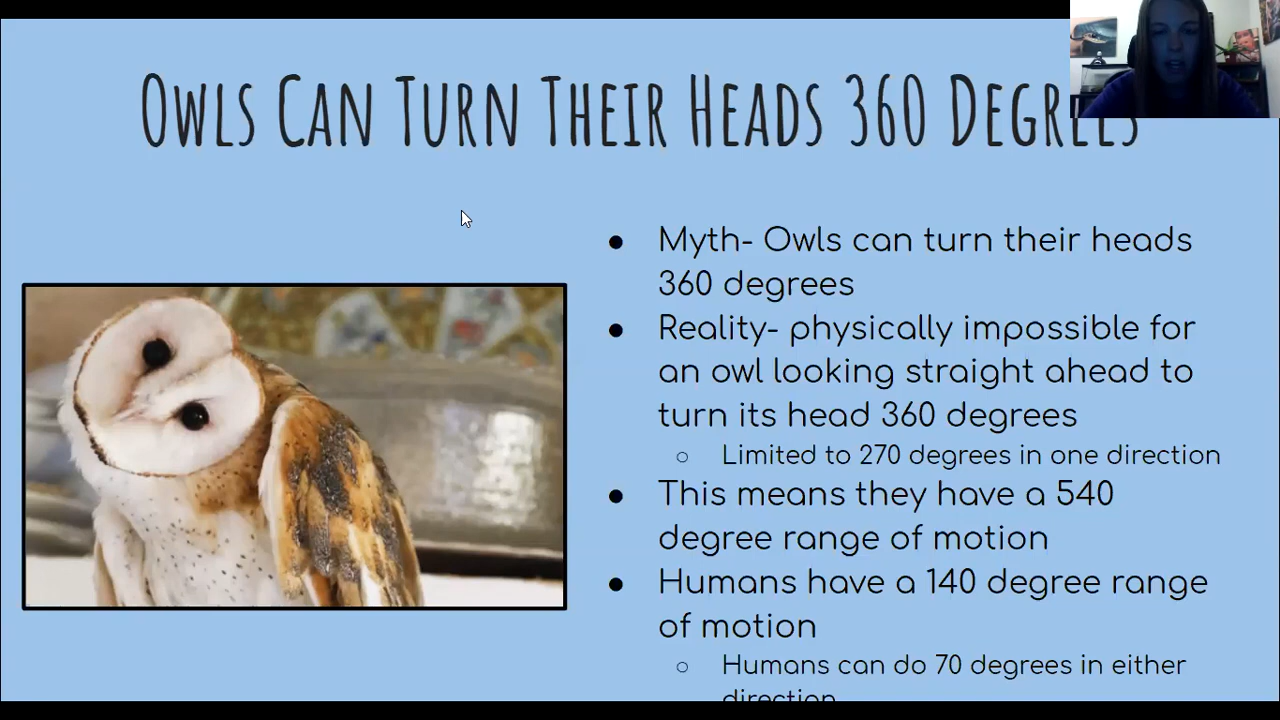 Owls Can Turn Their Heads 360 Degrees
● Myth- Owls can turn their heads
360 degrees
● Reality- physically impossible for
an owl looking straight ahead to
turn its head 360 degrees
○ Limited to 270 degrees in one direction
● This means they have a 540
degree range of motion
● Humans have a 140 degree range
of motion
○ Humans can do 70 degrees in either
direction